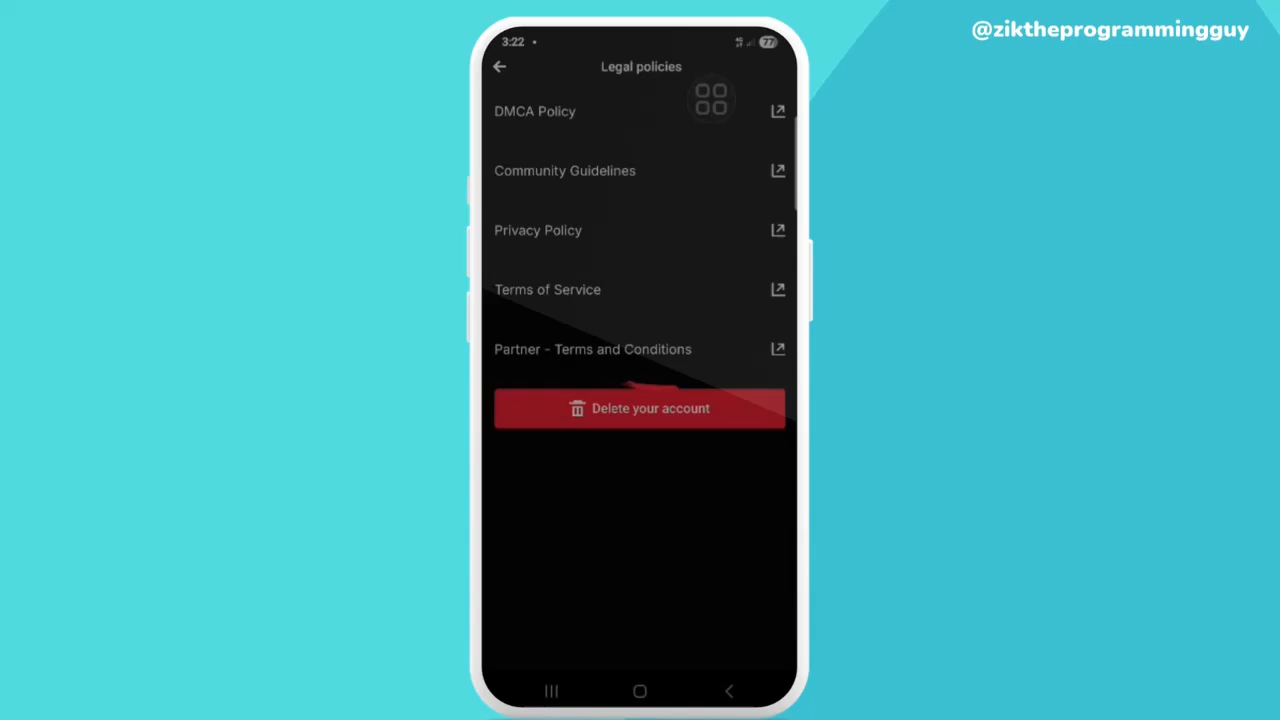 @ziktheprogrammingguy
3:22
77
Legal policies
DMCA Policy
Community Guidelines
Privacy Policy
Terms of Service
Partner - Terms and Conditions
Delete your account